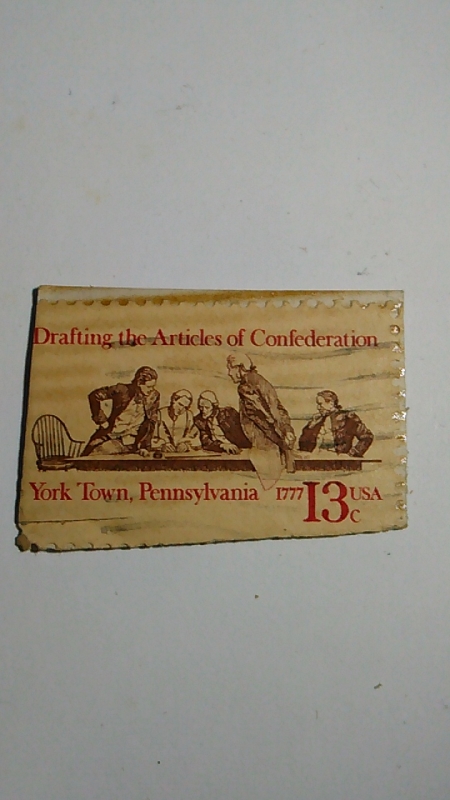 Drafting the Articles of Confederation
York Town, Pennsylvania 1777 13c USA